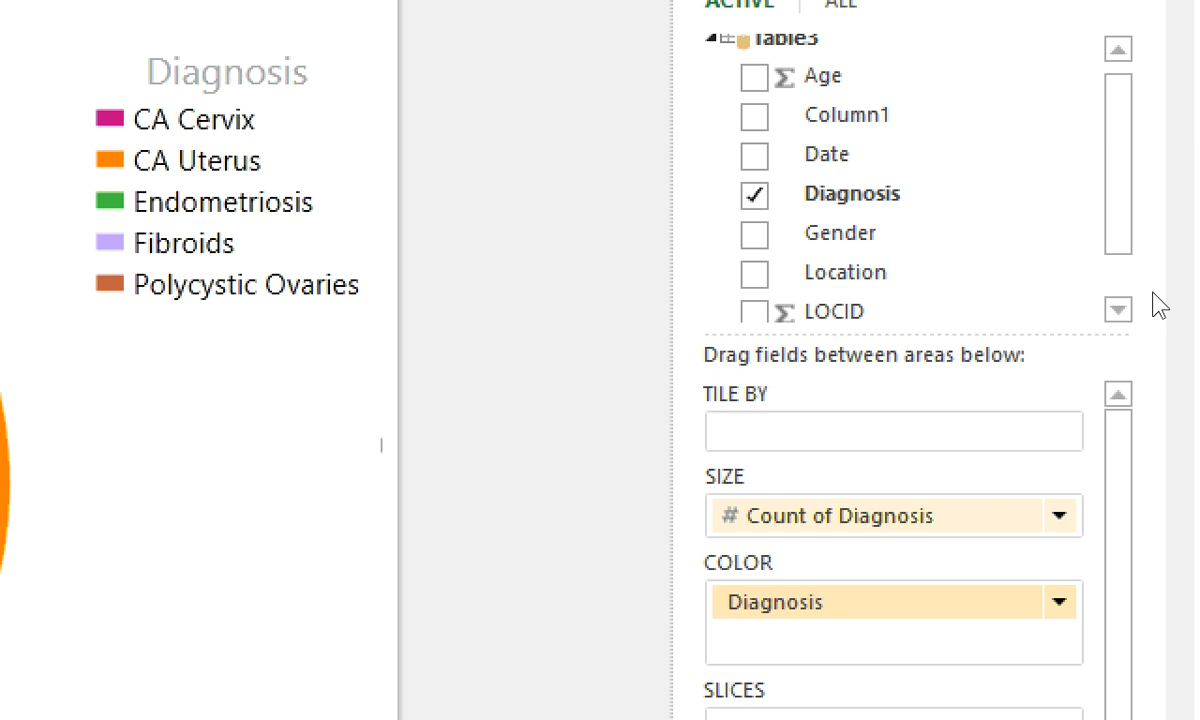 Diagnosis
CA Cervix
CA Uterus
Endometriosis
Fibroids
Polycystic Ovaries
ACTIVE | ALL
Table3
Σ Age
Column1
Date
Diagnosis
Gender
Location
Σ LOCID
Drag fields between areas below:
TILE BY
SIZE
# Count of Diagnosis
COLOR
Diagnosis
SLICES